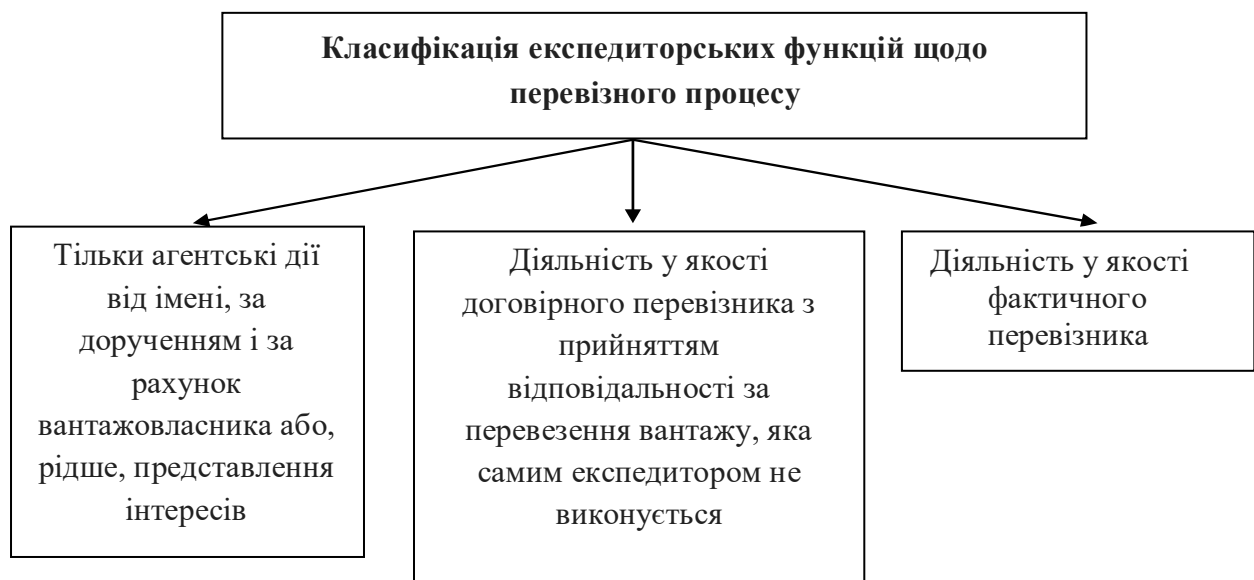 Класифікація експедиторських функцій щодо
перевізного процесу
Тільки агентські дії
від імені, за
дорученням і за
рахунок
вантажовласника або,
рідше, представлення
інтересів
Діяльність у якості
договірного перевізника з
прийняттям
відповідальності за
перевезення вантажу, яка
самим експедитором не
виконується
Діяльність у якості
фактичного
перевізника